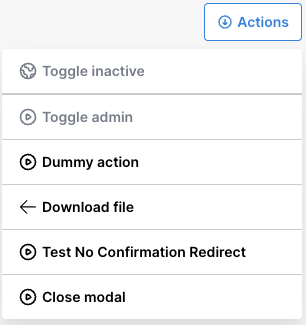 Actions
Toggle inactive
Toggle admin
Dummy action
Download file
Test No Confirmation Redirect
Close modal